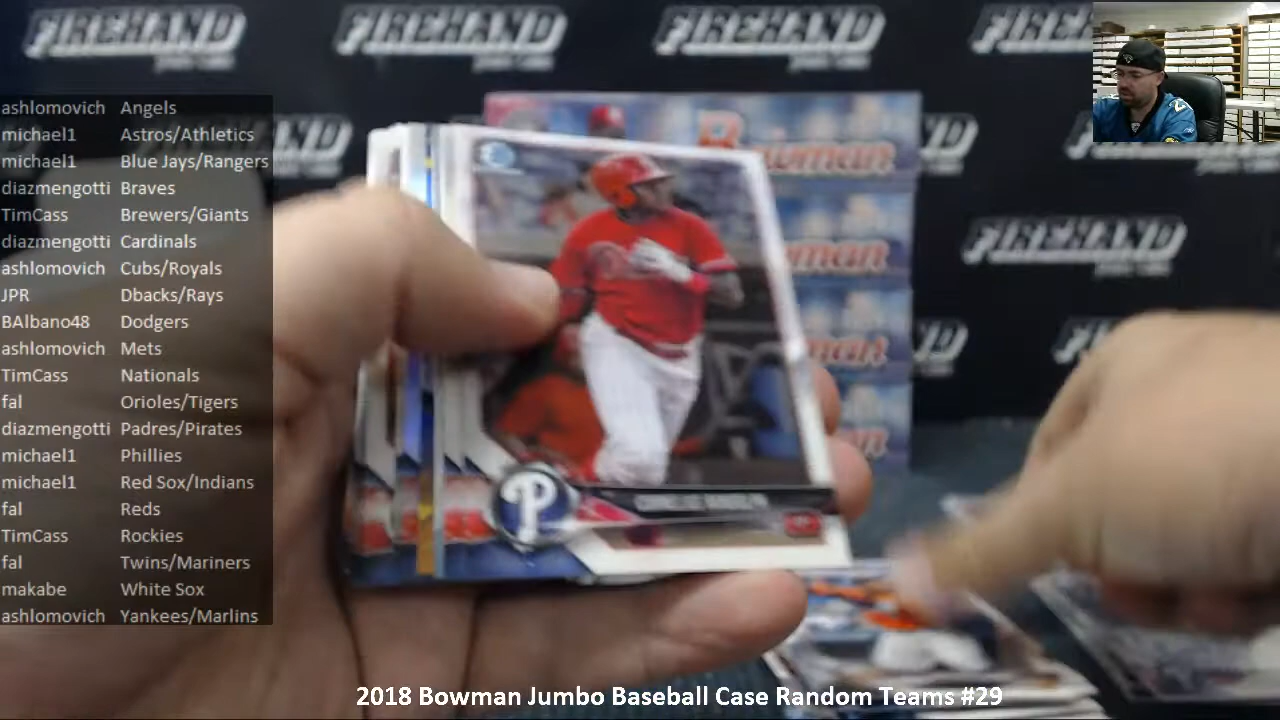 FIREHAND FIREHAND FIREHAND FIREHAND
ashlomovich Angels
michael1 Astros/Athletics
michael1 Blue Jays/Rangers
diazmengotti Braves
TimCass Brewers/Giants
diazmengotti Cardinals
ashlomovich Cubs/Royals
JPR Dbacks/Rays
BAlbano48 Dodgers
ashlomovich Mets
TimCass Nationals
fal Orioles/Tigers
diazmengotti Padres/Pirates
michael1 Phillies
michael1 Red Sox/Indians
fal Reds
TimCass Rockies
fal Twins/Mariners
makabe White Sox
ashlomovich Yankees/Marlins
Bowman
FIREHAND
P
2018 Bowman Jumbo Baseball Case Random Teams #29